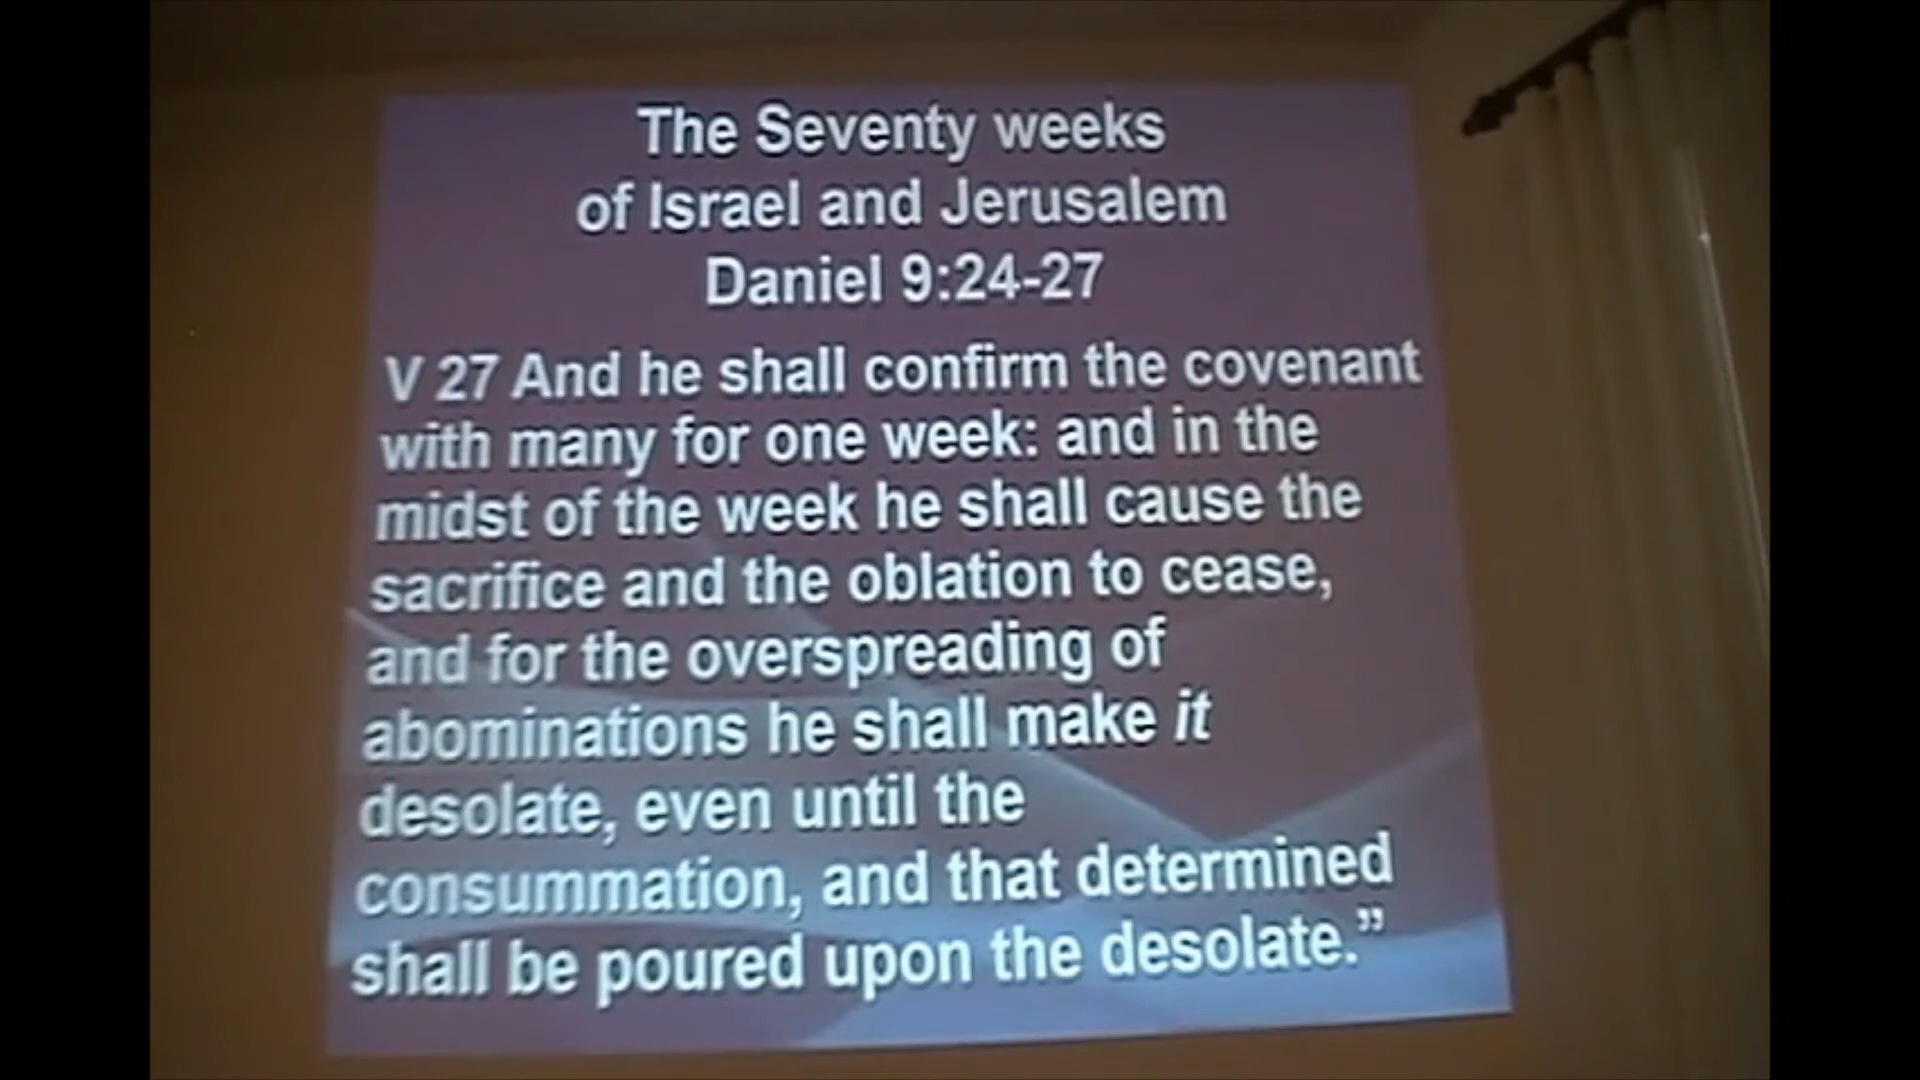 The Seventy weeks
of Israel and Jerusalem
Daniel 9:24-27
V 27 And he shall confirm the covenant
with many for one week: and in the
midst of the week he shall cause the
sacrifice and the oblation to cease,
and for the overspreading of
abominations he shall make it
desolate, even until the
consummation, and that determined
shall be poured upon the desolate.”